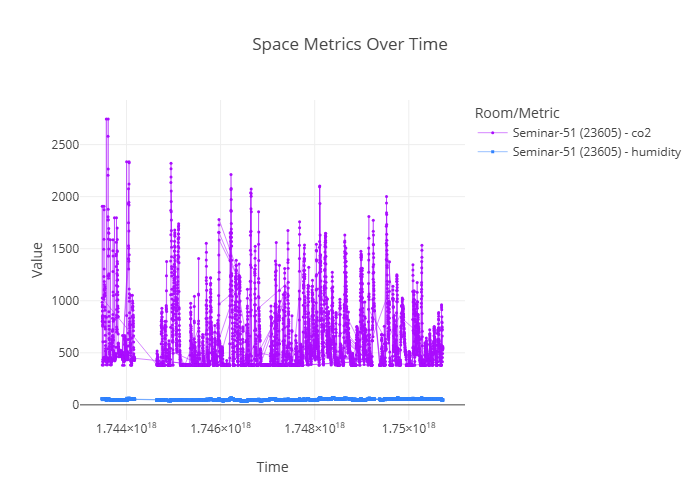 Space Metrics Over Time
Room/Metric
Seminar-51 (23605) - co2
Seminar-51 (23605) - humidity
Value
2500
2000
1500
1000
500
0
1.744×10¹⁸ 1.746×10¹⁸ 1.748×10¹⁸ 1.75×10¹⁸
Time